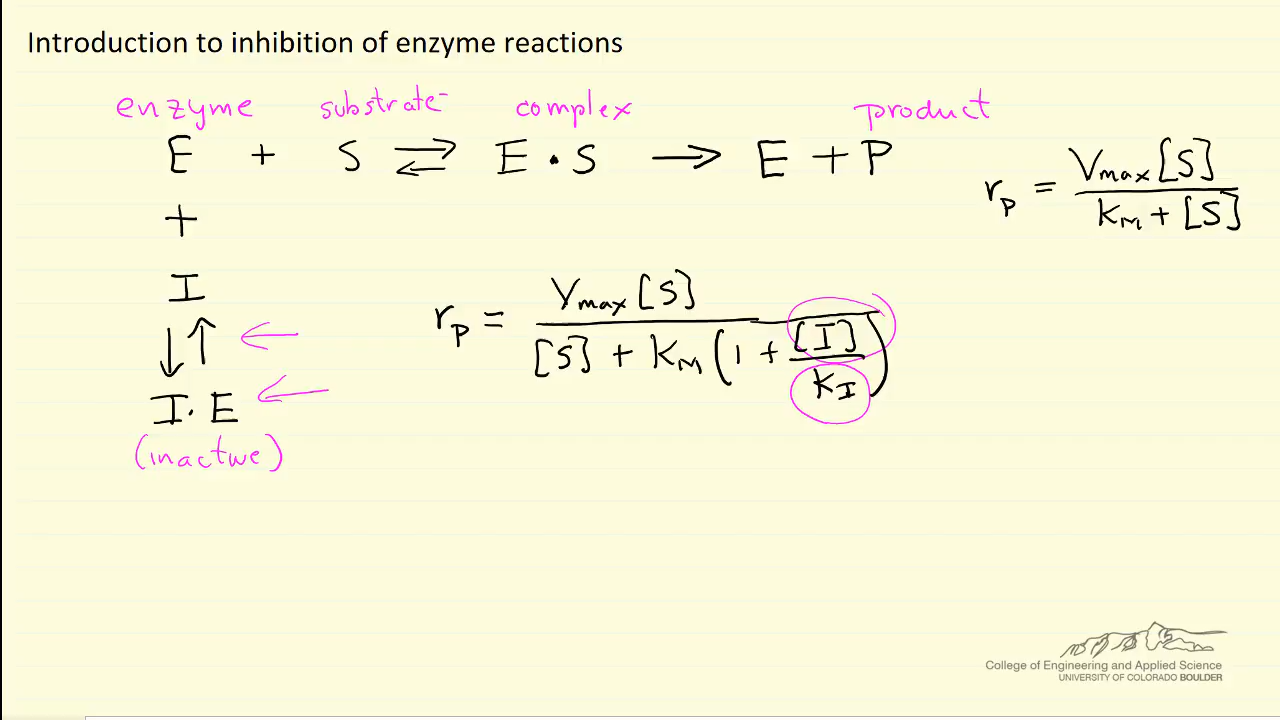 Introduction to inhibition of enzyme reactions
enzyme substrate complex product
E + S ⇌ E · S → E + P
r_P = V_max [S] / K_M + [S]
+
I
↓↑
r_P = V_max [S] / [S] + K_M (1 + [I] / K_I)
I · E
(inactive)
College of Engineering and Applied Science
UNIVERSITY OF COLORADO BOULDER